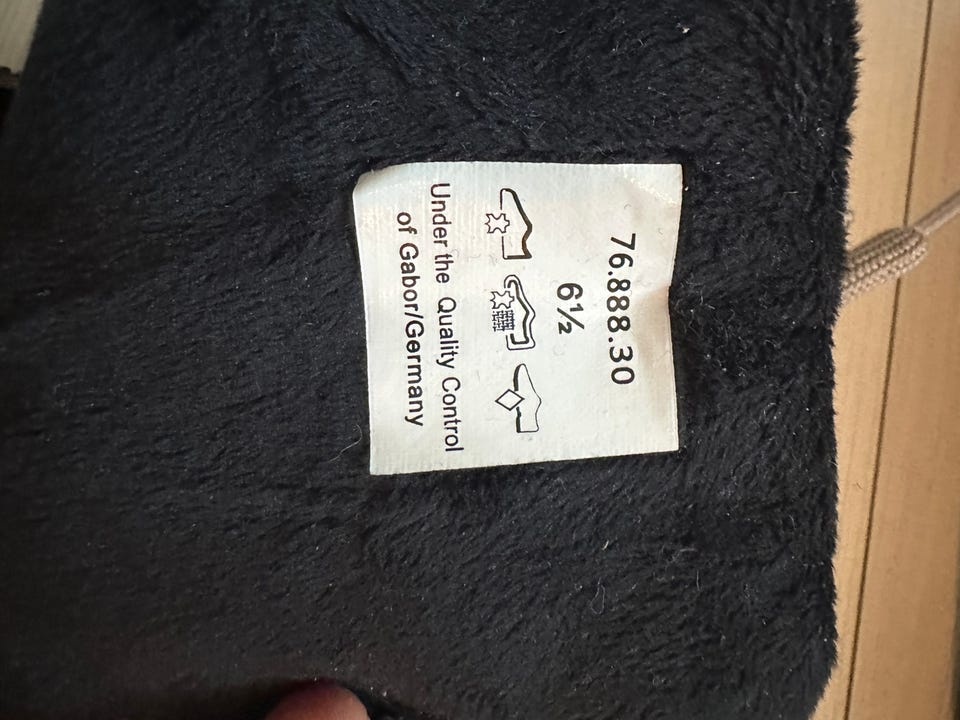 76.888.30
6½
Under the Quality Control
of Gabor/Germany